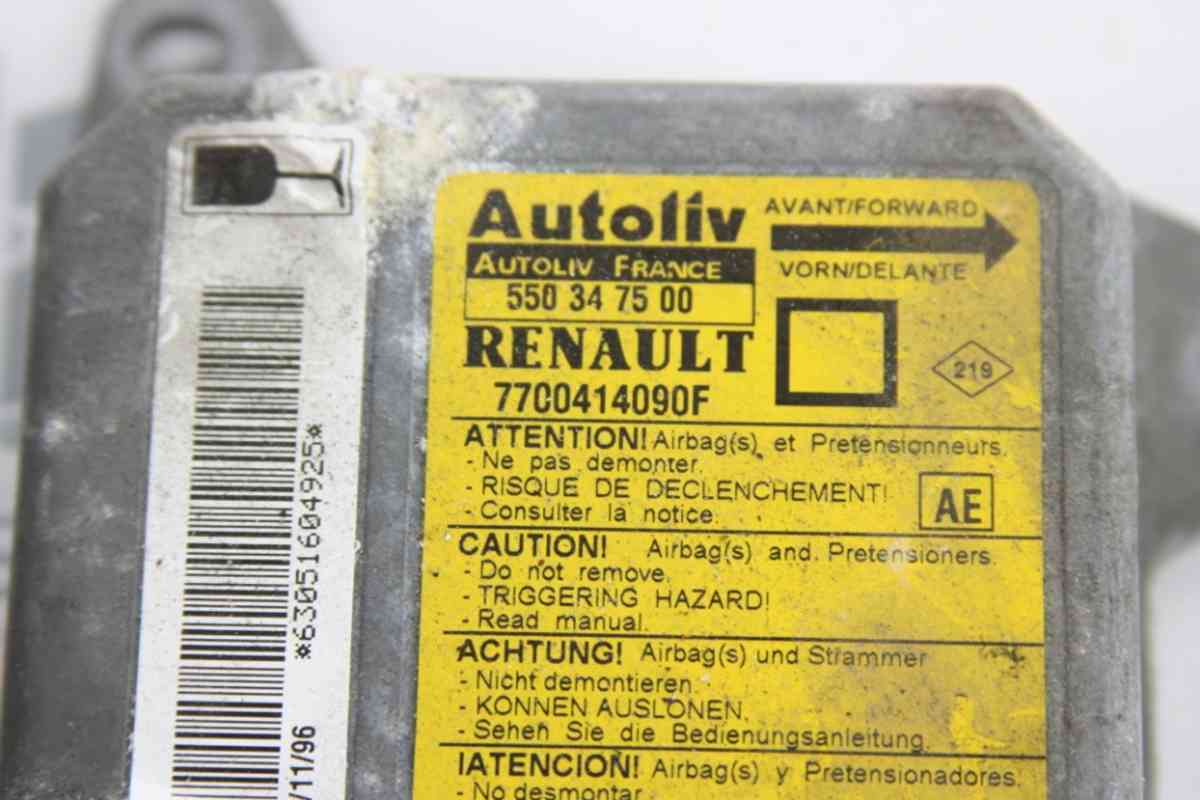 Autoliv
AUTOLIV FRANCE
550 34 75 00
RENAULT
7700414090F
AVANT/FORWARD
VORN/DELANTE
219
ATTENTION! Airbag(s) et Pretensionneurs.
- Ne pas demonter.
- RISQUE DE DECLENCHEMENT!
- Consulter la notice.
AE
CAUTION! Airbag(s) and. Pretensioners.
- Do not remove.
- TRIGGERING HAZARD!
- Read manual.
ACHTUNG! Airbag(s) und Strammer
- Nicht demontieren.
- KONNEN AUSLONEN.
- Sehen Sie die Bedienungsanleitung.
IATENCION! Airbag(s) y Pretensionadores.
- No desmontar.
*63051604925*
/11/96